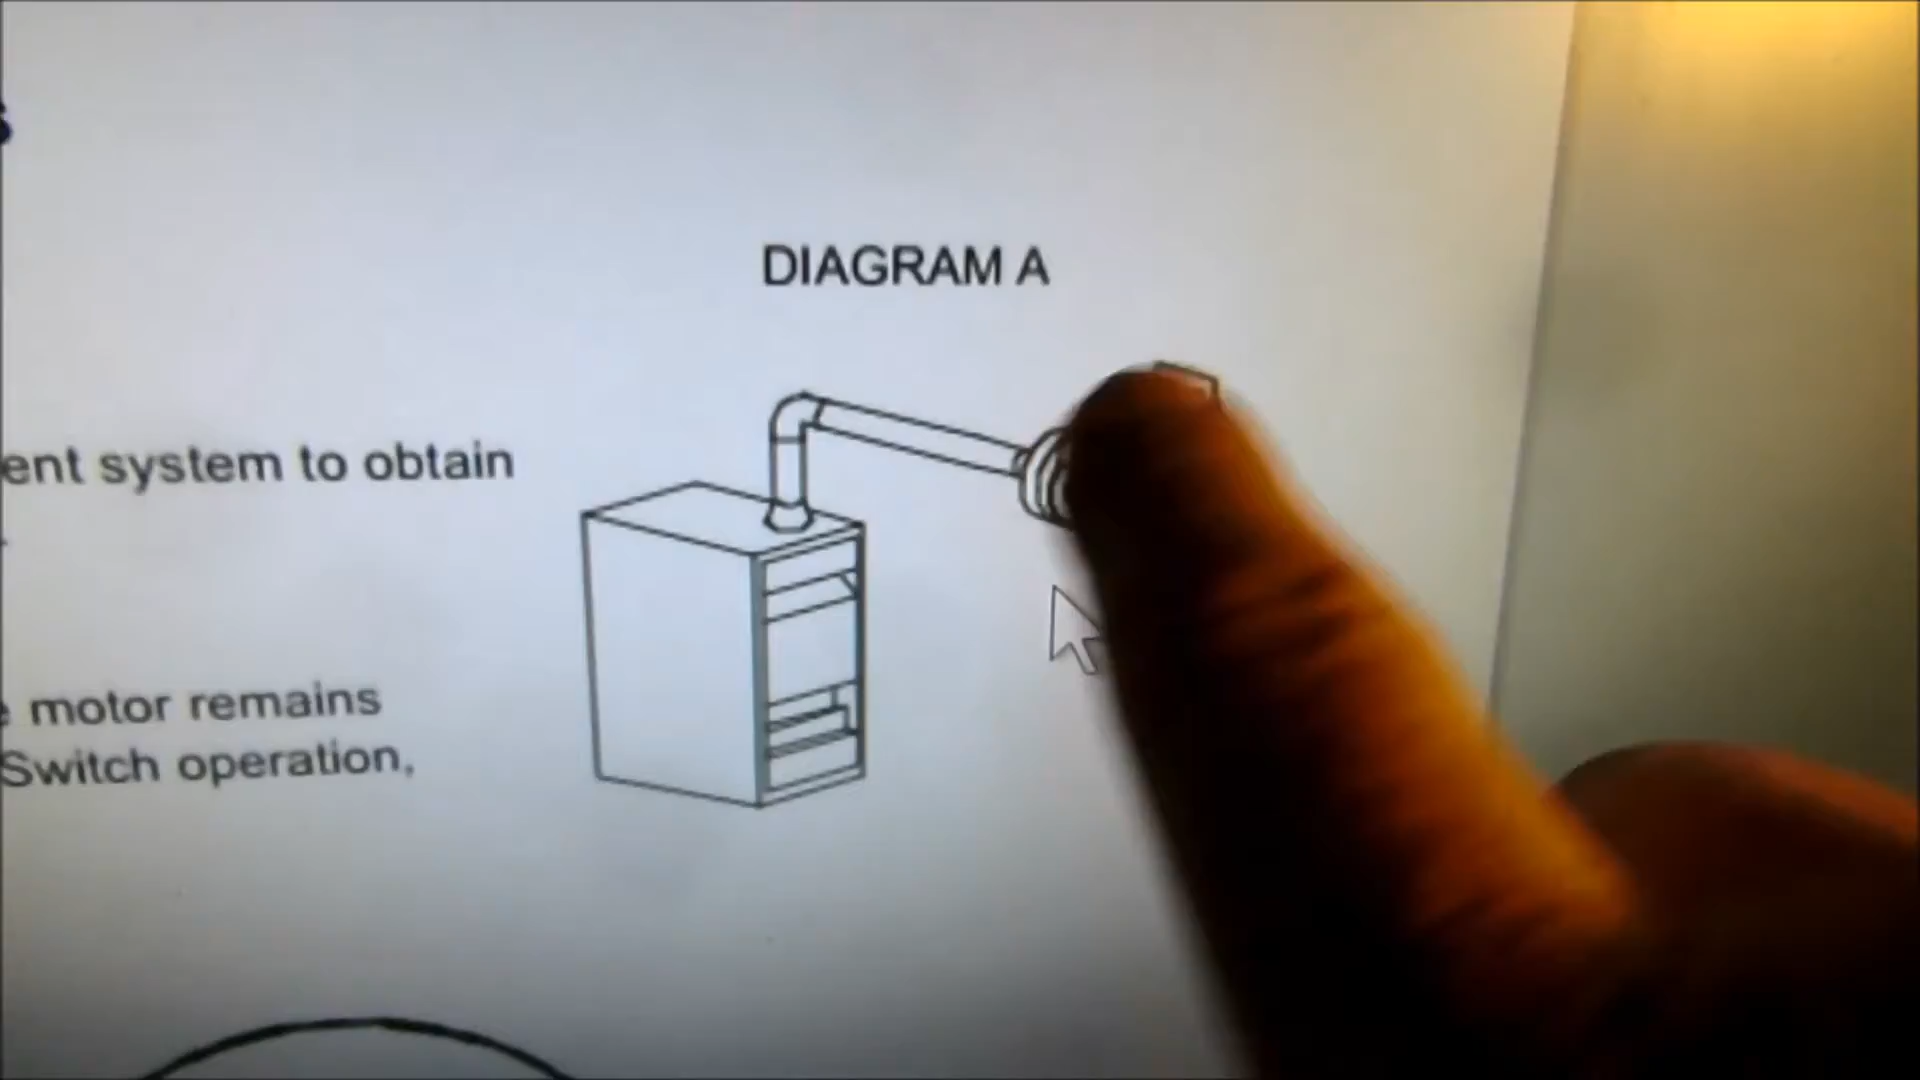 DIAGRAM A
ent system to obtain
motor remains
Switch operation,